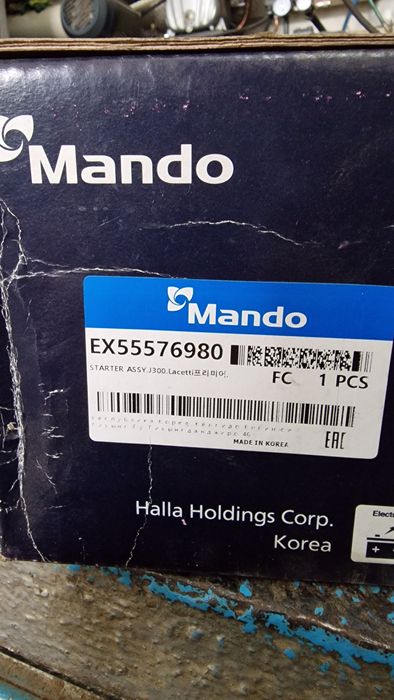 Mando
Mando
EX55576980
STARTER ASSY.J300.Lacetti프리미어.
FC 1 PCS
MADE IN KOREA
EAC
Halla Holdings Corp.
Korea
Electr